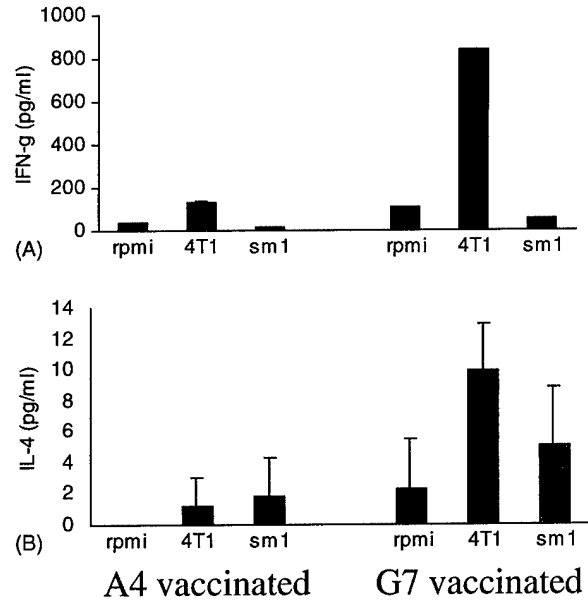 1000
800
600
400
200
0
IFN-g (pg/ml)
(A)
rpmi 4T1 sm1 rpmi 4T1 sm1
14
12
10
8
6
4
2
0
IL-4 (pg/ml)
(B)
rpmi 4T1 sm1 rpmi 4T1 sm1
A4 vaccinated G7 vaccinated